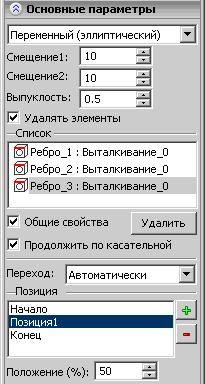 Основные параметры
Переменный (эллиптический)
Смещение1: 10
Смещение2: 10
Выпуклость: 0.5
Удалять элементы
Список
Ребро_1 : Выталкивание_0
Ребро_2 : Выталкивание_0
Ребро_3 : Выталкивание_0
Общие свойства Удалить
Продолжить по касательной
Переход: Автоматически
Позиция
Начало
Позиция1
Конец
Положение (%): 50